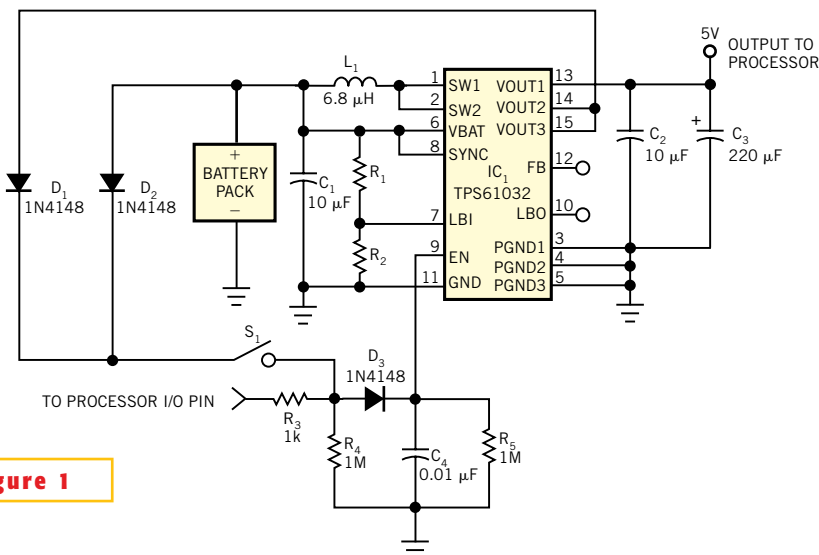 5V
OUTPUT TO
PROCESSOR
L1
6.8 μH
1 SW1 VOUT1 13
2 SW2 VOUT2 14
6 VBAT VOUT3 15
8 SYNC
IC1
TPS61032
FB 12
LBO 10
7 LBI
9 EN
11 GND
PGND1 3
PGND2 4
PGND3 5
C2
10 μF
+
C3
220 μF
D1
1N4148
D2
1N4148
+
BATTERY
PACK
–
C1
10 μF
R1
R2
S1
D3
1N4148
TO PROCESSOR I/O PIN
R3
1k
R4
1M
C4
0.01 μF
R5
1M
gure 1